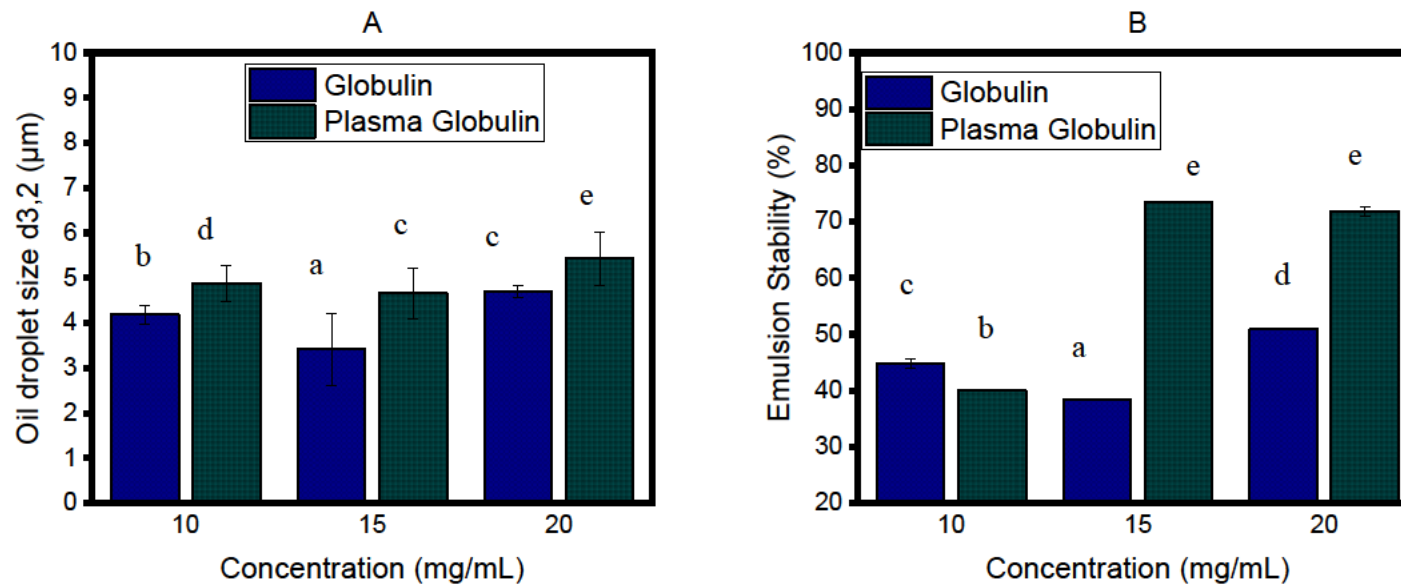 A
Oil droplet size d3,2 (μm)
10
9
8
7
6
5
4
3
2
1
0
Globulin
Plasma Globulin
b
d
a
c
c
e
10
15
20
Concentration (mg/mL)
B
Emulsion Stability (%)
100
90
80
70
60
50
40
30
20
Globulin
Plasma Globulin
c
b
a
e
d
e
10
15
20
Concentration (mg/mL)